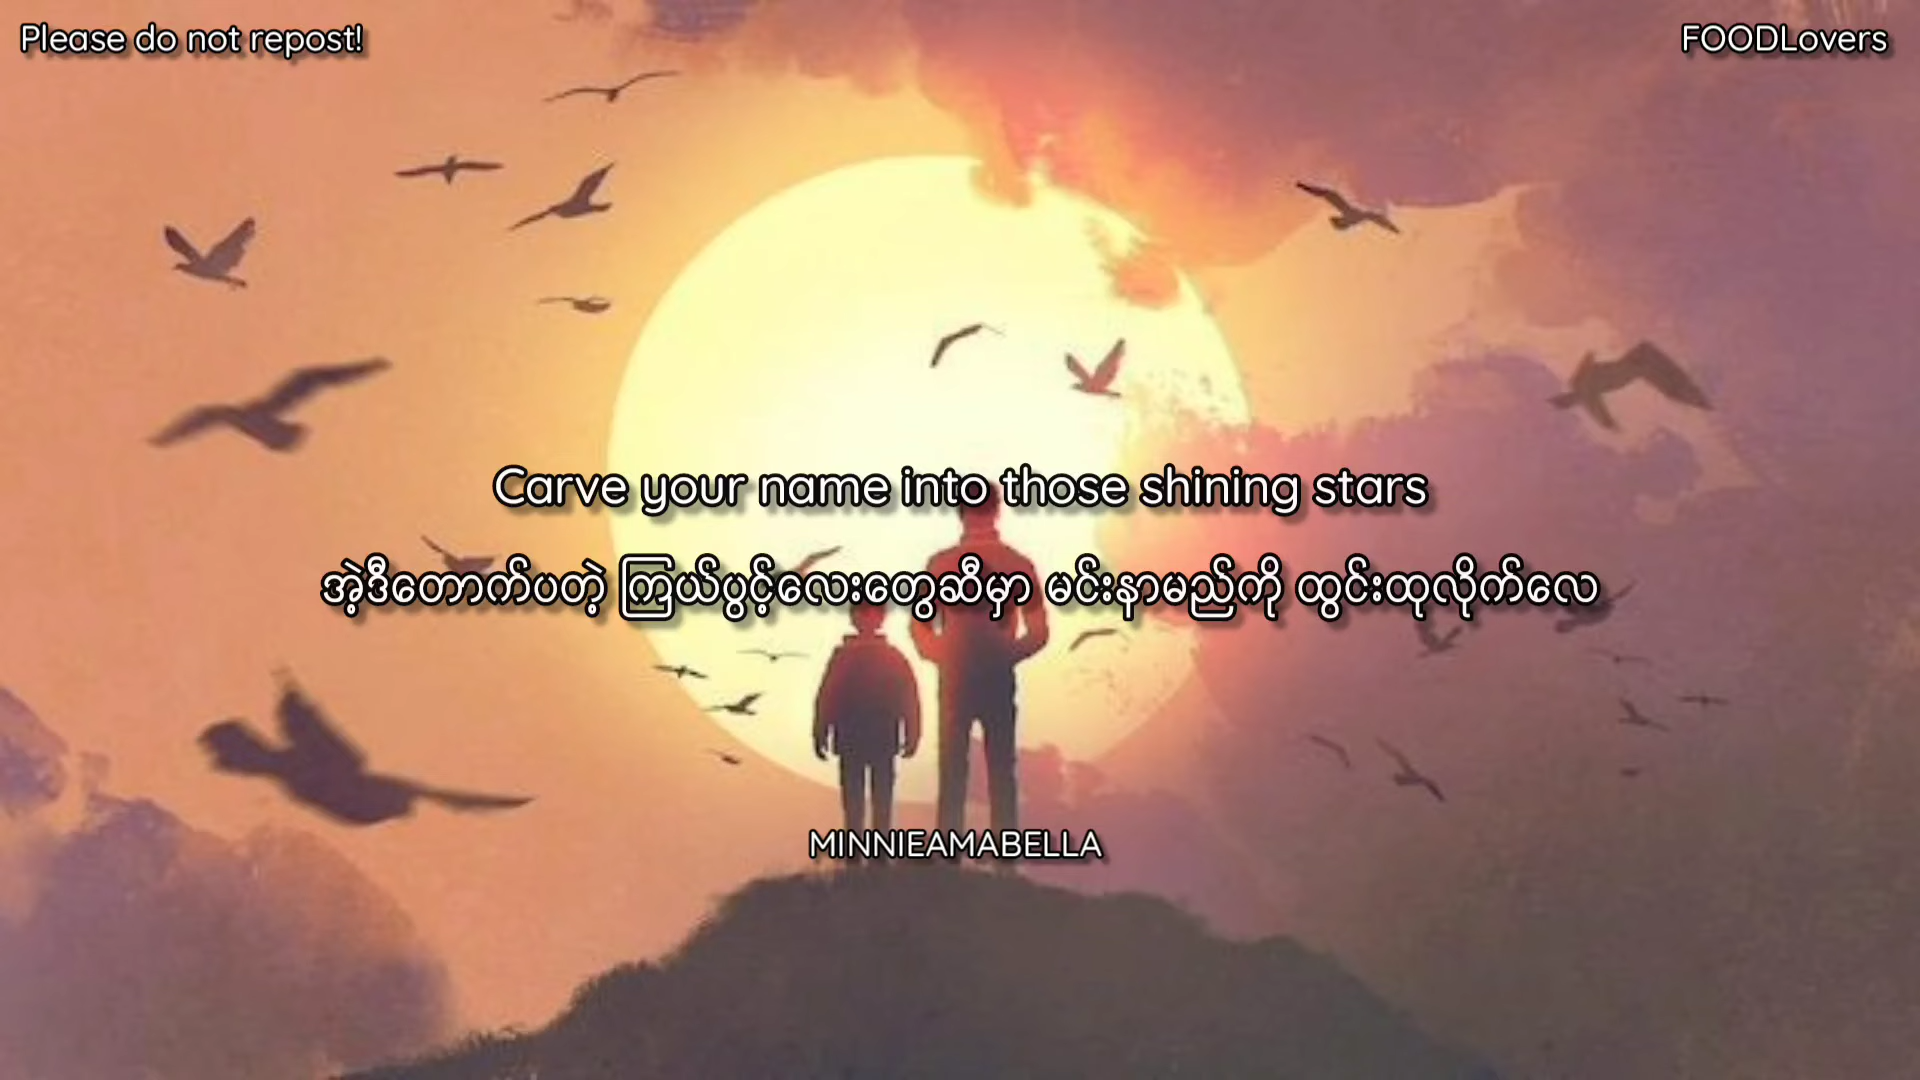 Please do not repost!
FOODLovers
Carve your name into those shining stars
အဲ့ဒီတောက်ပတဲ့ ကြယ်ပွင့်လေးတွေဆီမှာ မင်းနာမည်ကို ထွင်းထုလိုက်လေ
MINNIEAMABELLA